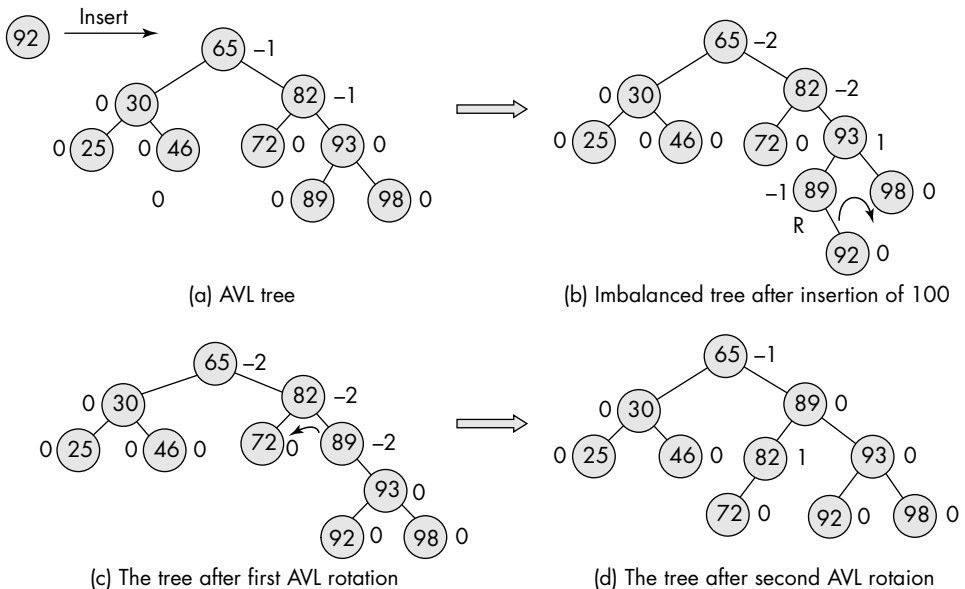 92 Insert
65 –1
0 30 82 –1
0 25 0 46 72 0 93 0
0 0 89 98 0
(a) AVL tree
65 –2
0 30 82 –2
0 25 0 46 0 72 0 93 1
–1 89 98 0
R
92 0
(b) Imbalanced tree after insertion of 100
65 –2
0 30 82 –2
0 25 0 46 0 72 0 89 –2
93 0
92 0 98 0
(c) The tree after first AVL rotation
65 –1
0 30 89 0
0 25 46 0 82 1 93 0
72 0 92 0 98 0
(d) The tree after second AVL rotaion